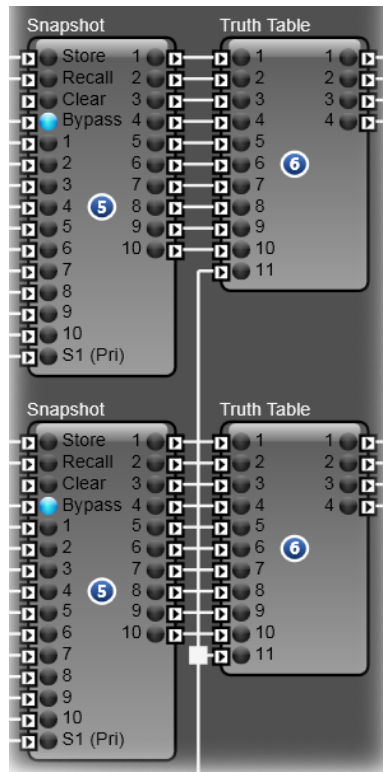 Snapshot Truth Table
Store 1 1 1
Recall 2 2 2
Clear 3 3 3
Bypass 4 4 4
1 5 5
2 6 6 6
3 7 7
4 5 8 8
5 9 9
6 10 10
7 11
8
9
10
S1 (Pri)
Snapshot Truth Table
Store 1 1 1
Recall 2 2 2
Clear 3 3 3
Bypass 4 4 4
1 5 5
2 6 6 6
3 7 7
4 5 8 8
5 9 9
6 10 10
7 11
8
9
10
S1 (Pri)